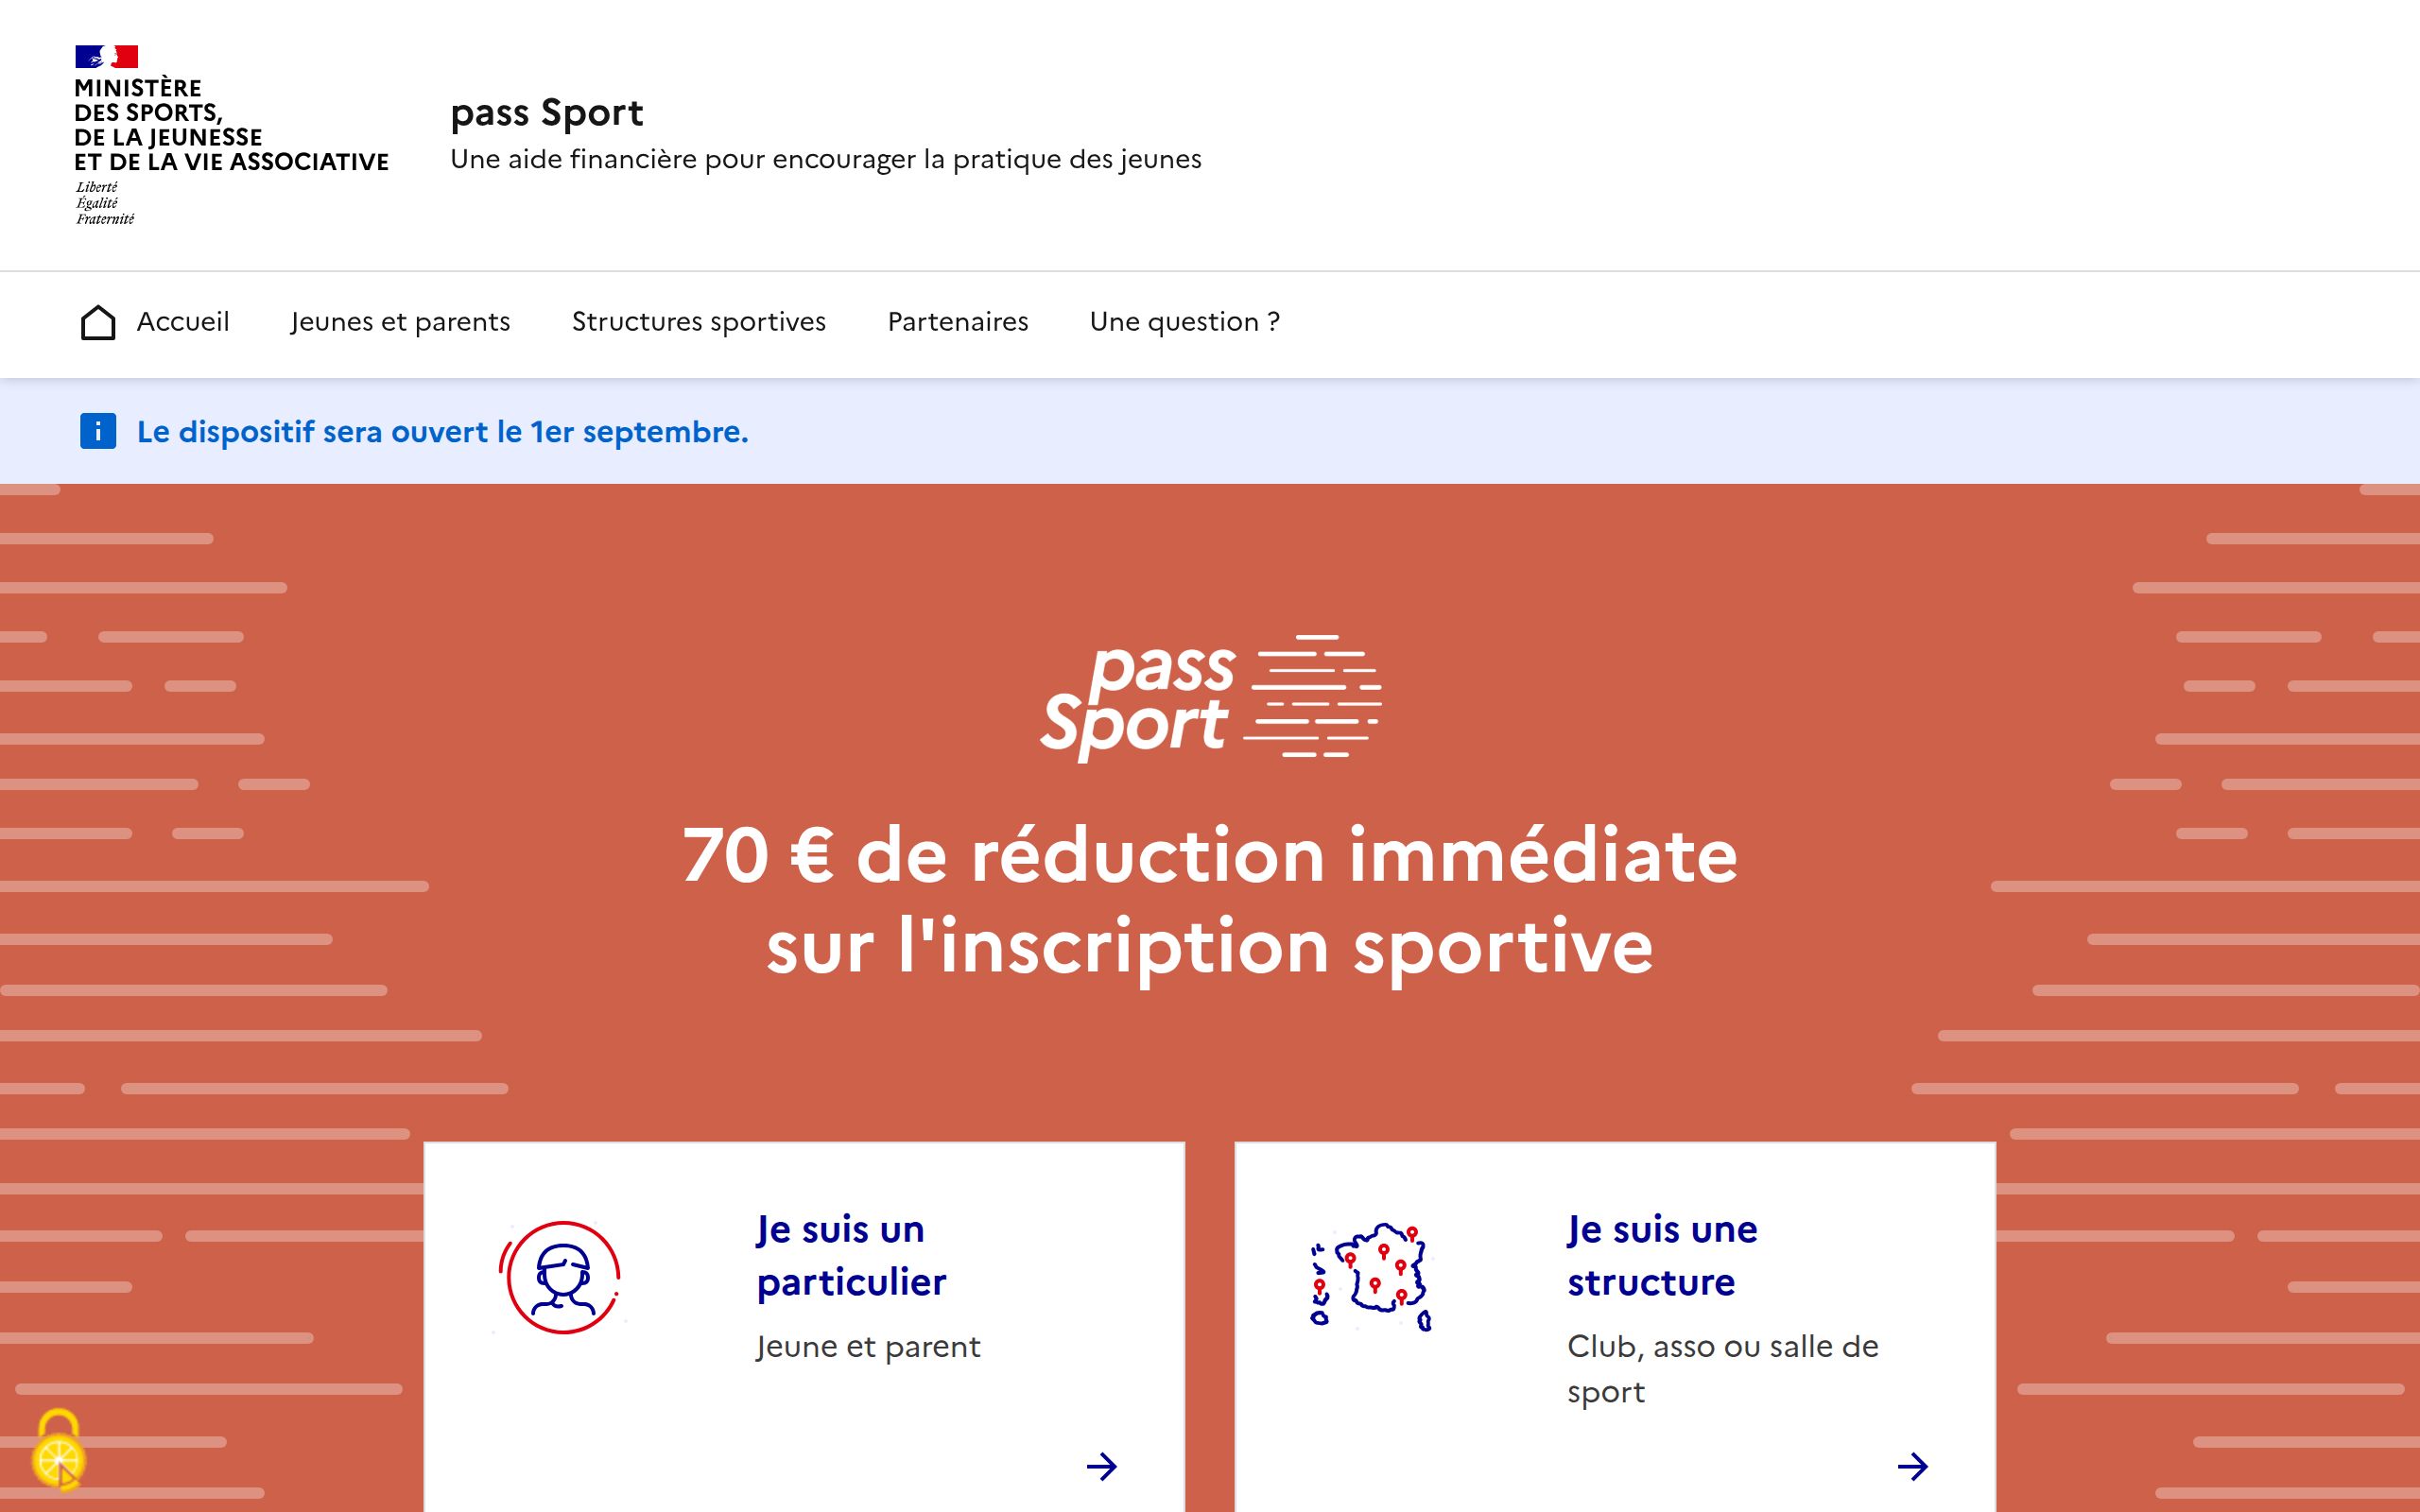 MINISTÈRE
DES SPORTS,
DE LA JEUNESSE
ET DE LA VIE ASSOCIATIVE
Liberté
Égalité
Fraternité
pass Sport
Une aide financière pour encourager la pratique des jeunes
Accueil
Jeunes et parents
Structures sportives
Partenaires
Une question ?
Le dispositif sera ouvert le 1er septembre.
pass
Sport
70 € de réduction immédiate
sur l'inscription sportive
Je suis un
particulier
Jeune et parent
Je suis une
structure
Club, asso ou salle de
sport